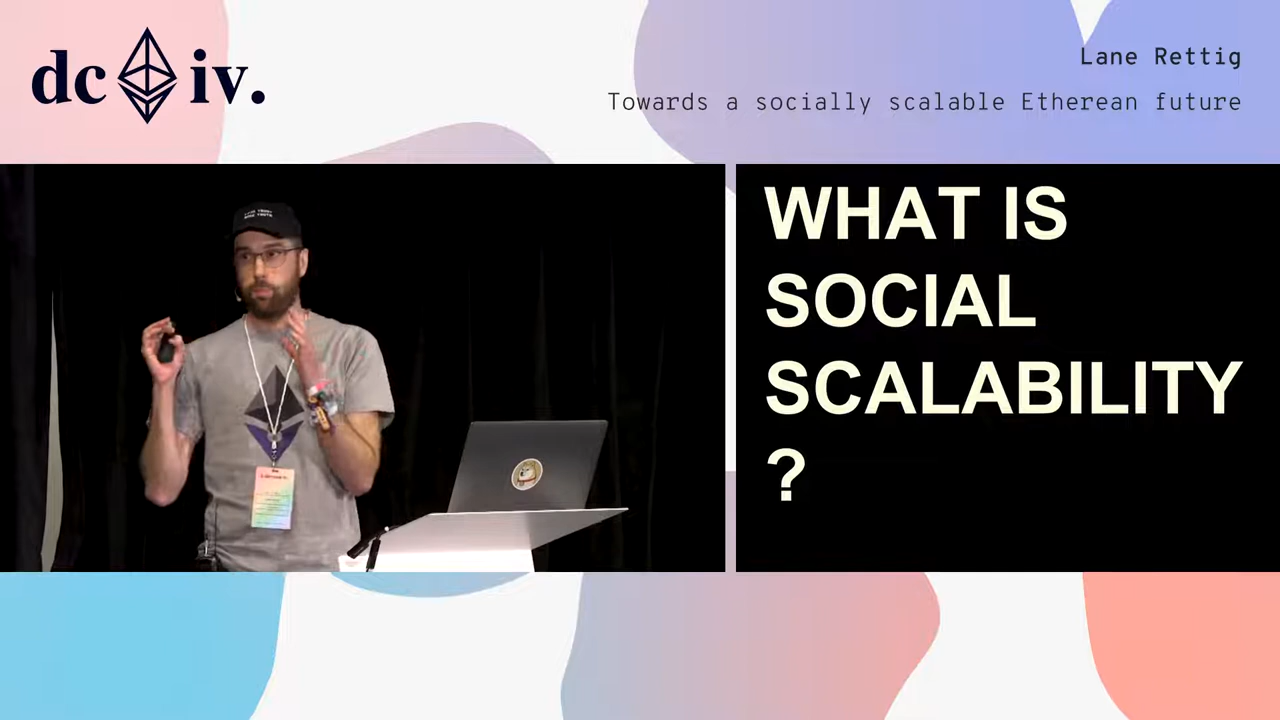 dc iv.
Lane Rettig
Towards a socially scalable Etherean future
WHAT IS
SOCIAL
SCALABILITY
?